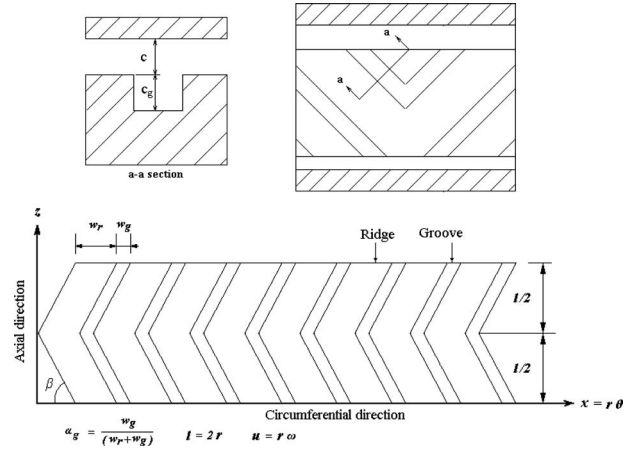 a
c
a
c_g
a-a section
z
w_r w_g
Ridge Groove
Axial direction
l/2
l/2
β
Circumferential direction
x = r θ
α_g = w_g / (w_r+w_g) l = 2 r u = r ω